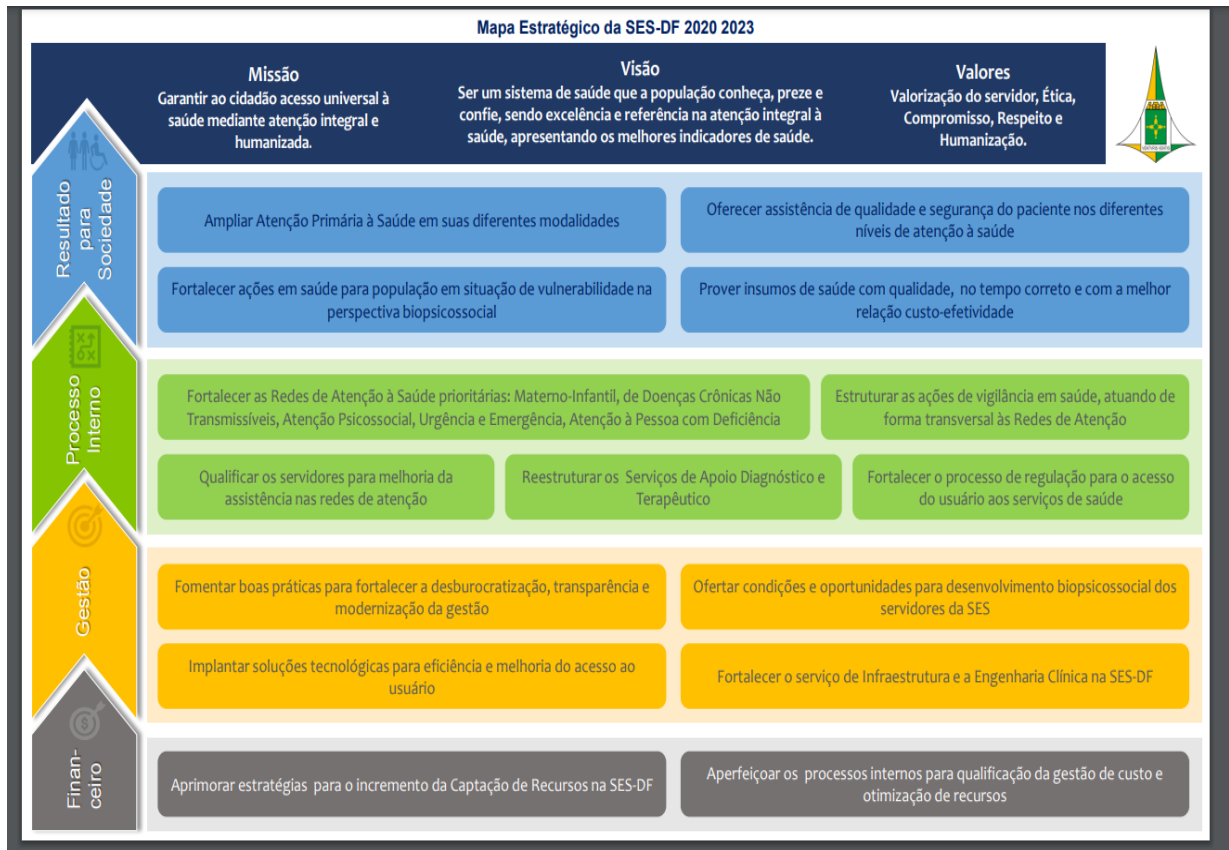 Mapa Estratégico da SES-DF 2020 2023
Missão
Garantir ao cidadão acesso universal à
saúde mediante atenção integral e
humanizada.
Visão
Ser um sistema de saúde que a população conheça, preze e
confie, sendo excelência e referência na atenção integral à
saúde, apresentando os melhores indicadores de saúde.
Valores
Valorização do servidor, Ética,
Compromisso, Respeito e
Humanização.
Resultado
para
Sociedade
Ampliar Atenção Primária à Saúde em suas diferentes modalidades
Oferecer assistência de qualidade e segurança do paciente nos diferentes
níveis de atenção à saúde
Fortalecer ações em saúde para população em situação de vulnerabilidade na
perspectiva biopsicossocial
Prover insumos de saúde com qualidade, no tempo correto e com a melhor
relação custo-efetividade
Processo
Interno
Fortalecer as Redes de Atenção à Saúde prioritárias: Materno-Infantil, de Doenças Crônicas Não
Transmissíveis, Atenção Psicossocial, Urgência e Emergência, Atenção à Pessoa com Deficiência
Estruturar as ações de vigilância em saúde, atuando de
forma transversal às Redes de Atenção
Qualificar os servidores para melhoria da
assistência nas redes de atenção
Reestruturar os Serviços de Apoio Diagnóstico e
Terapêutico
Fortalecer o processo de regulação para o acesso
do usuário aos serviços de saúde
Gestão
Fomentar boas práticas para fortalecer a desburocratização, transparência e
modernização da gestão
Ofertar condições e oportunidades para desenvolvimento biopsicossocial dos
servidores da SES
Implantar soluções tecnológicas para eficiência e melhoria do acesso ao
usuário
Fortalecer o serviço de Infraestrutura e a Engenharia Clínica na SES-DF
Finan-
ceiro
Aprimorar estratégias para o incremento da Captação de Recursos na SES-DF
Aperfeiçoar os processos internos para qualificação da gestão de custo e
otimização de recursos